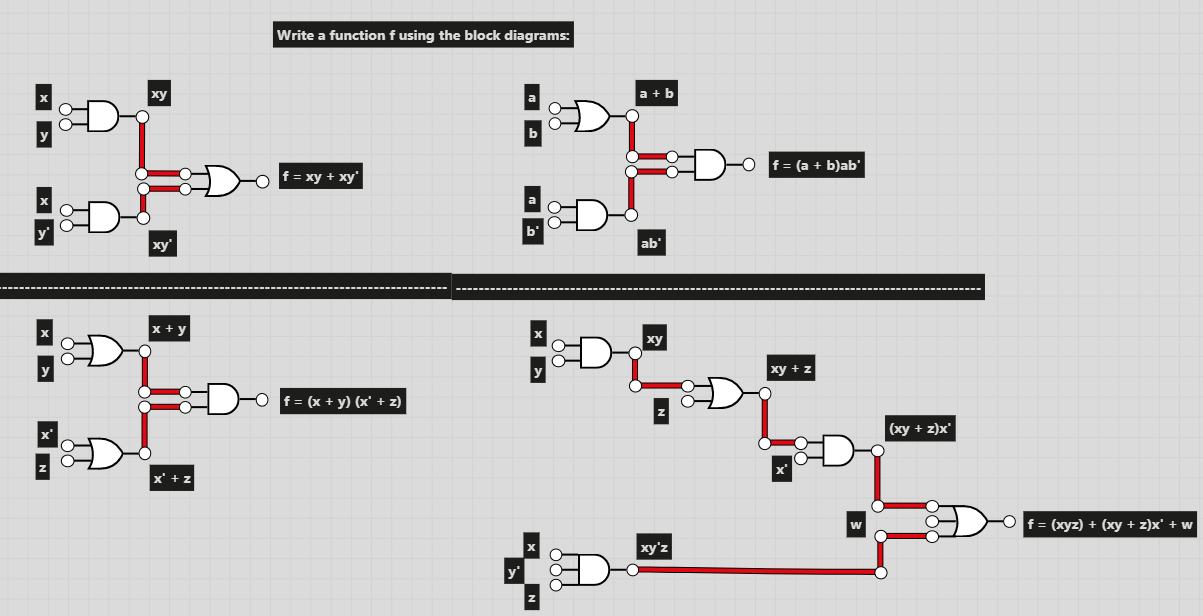 Write a function f using the block diagrams:
x
xy
y
f = xy + xy'
x
y'
xy'
a
a + b
b
f = (a + b)ab'
a
b'
ab'
---------------------------------------------------------------------------
----------------------------------------------------------------------------------------
x
x + y
y
f = (x + y) (x' + z)
x'
z
x' + z
x
xy
y
xy + z
z
(xy + z)x'
x'
w
f = (xyz) + (xy + z)x' + w
x
xy'z
y'
z